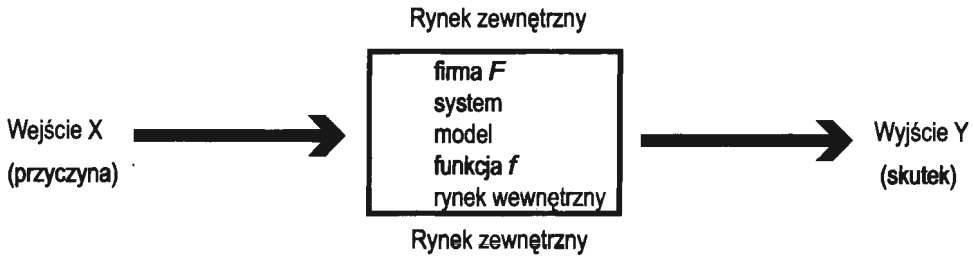 Rynek zewnętrzny
Wejście X
(przyczyna)
firma F
system
model
funkcja f
rynek wewnętrzny
Wyjście Y
(skutek)
Rynek zewnętrzny